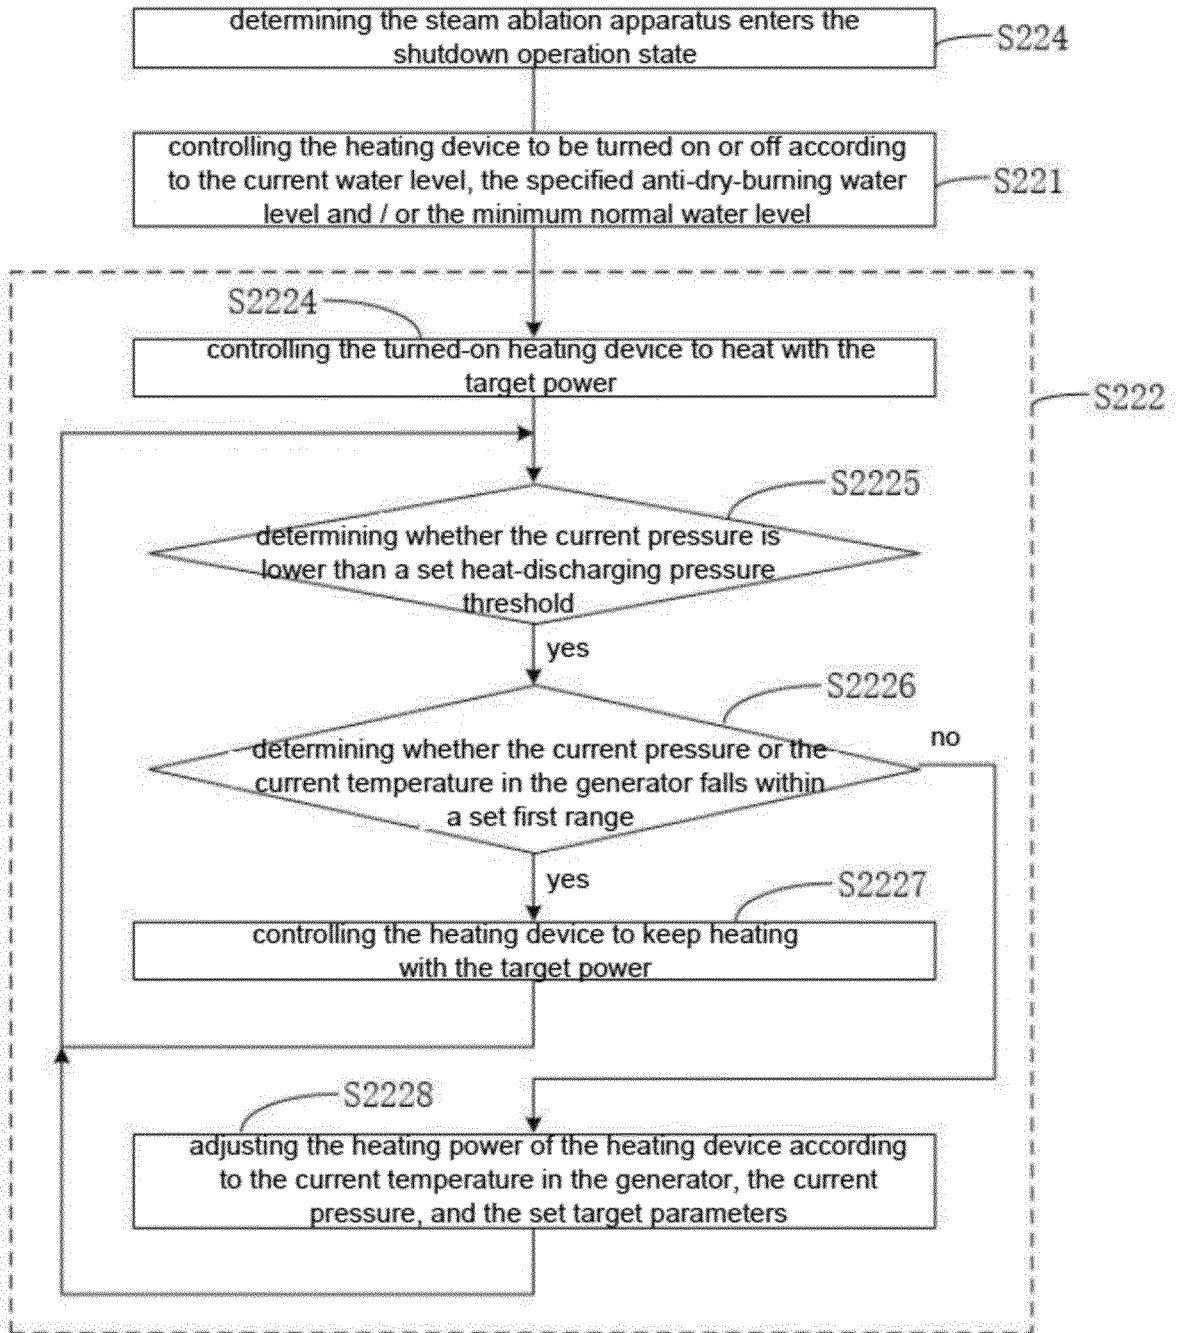 determining the steam ablation apparatus enters the
shutdown operation state
S224
controlling the heating device to be turned on or off according
to the current water level, the specified anti-dry-burning water
level and / or the minimum normal water level
S221
S2224
controlling the turned-on heating device to heat with the
target power
S222
S2225
determining whether the current pressure is
lower than a set heat-discharging pressure
threshold
yes
S2226
determining whether the current pressure or the
current temperature in the generator falls within
a set first range
no
yes
S2227
controlling the heating device to keep heating
with the target power
S2228
adjusting the heating power of the heating device according
to the current temperature in the generator, the current
pressure, and the set target parameters